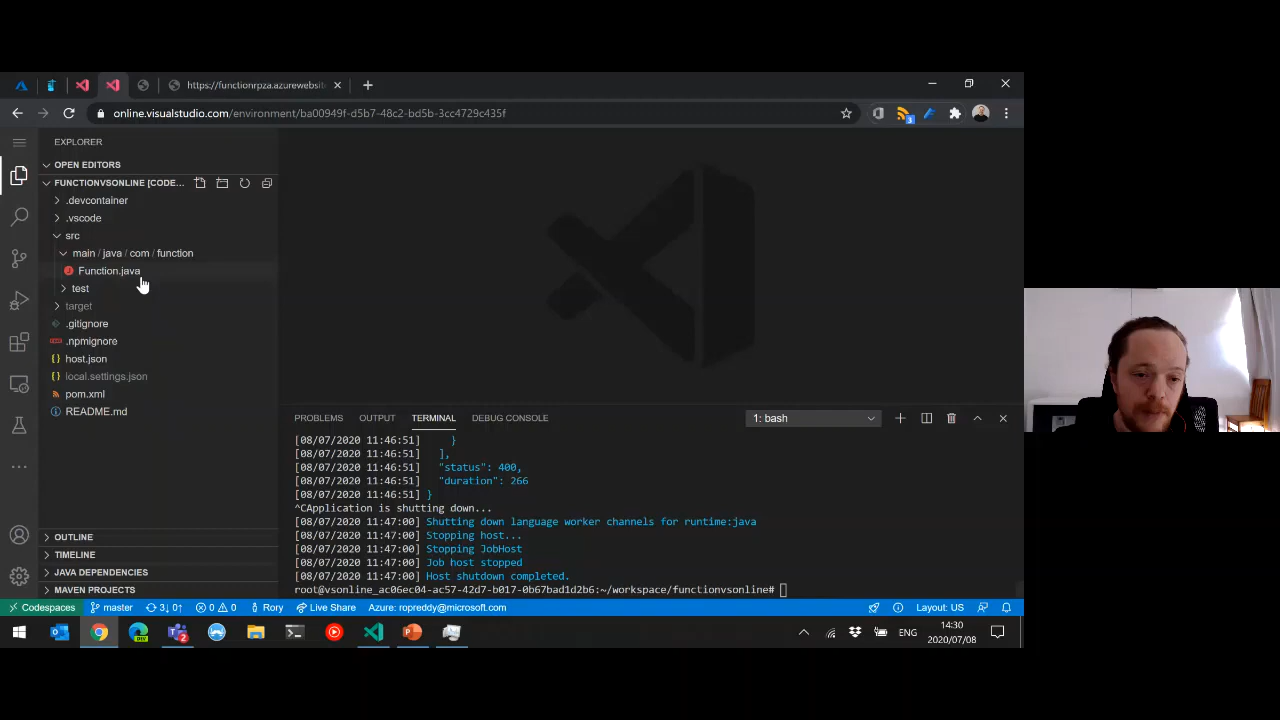 https://functionrpza.azurewebsit
online.visualstudio.com/environment/ba00949f-d5b7-48c2-bd5b-3cc4729c435f
3
EXPLORER
OPEN EDITORS
FUNCTIONVSONLINE [CODE...
.devcontainer
.vscode
src
main / java / com / function
Function.java
test
target
.gitignore
.npmignore
host.json
local.settings.json
pom.xml
README.md
OUTLINE
TIMELINE
JAVA DEPENDENCIES
MAVEN PROJECTS
PROBLEMS OUTPUT TERMINAL DEBUG CONSOLE 1: bash
[08/07/2020 11:46:51] }
[08/07/2020 11:46:51] ],
[08/07/2020 11:46:51] "status": 400,
[08/07/2020 11:46:51] "duration": 266
[08/07/2020 11:46:51] }
^CApplication is shutting down...
[08/07/2020 11:47:00] Shutting down language worker channels for runtime:java
[08/07/2020 11:47:00] Stopping host...
[08/07/2020 11:47:00] Stopping JobHost
[08/07/2020 11:47:00] Job host stopped
[08/07/2020 11:47:00] Host shutdown completed.
root@vsonline_ac06ec04-ac57-42d7-b017-0b67bad1d2b6:~/workspace/functionvsonline#
Codespaces master 3↓ 0↑ 0 0 Rory Live Share Azure: ropreddy@microsoft.com Layout: US
ENG
14:30
2020/07/08